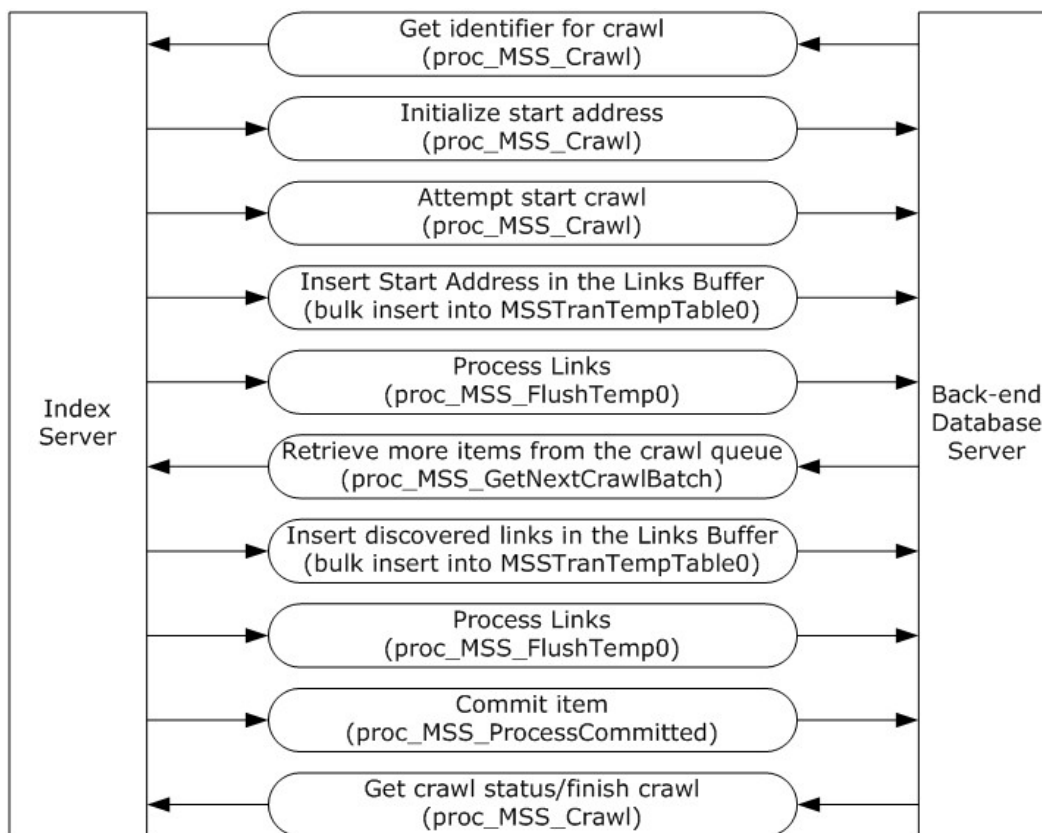 Get identifier for crawl
(proc_MSS_Crawl)
Initialize start address
(proc_MSS_Crawl)
Attempt start crawl
(proc_MSS_Crawl)
Insert Start Address in the Links Buffer
(bulk insert into MSSTranTempTable0)
Process Links
(proc_MSS_FlushTemp0)
Index
Server
Back-end
Database
Server
Retrieve more items from the crawl queue
(proc_MSS_GetNextCrawlBatch)
Insert discovered links in the Links Buffer
(bulk insert into MSSTranTempTable0)
Process Links
(proc_MSS_FlushTemp0)
Commit item
(proc_MSS_ProcessCommitted)
Get crawl status/finish crawl
(proc_MSS_Crawl)